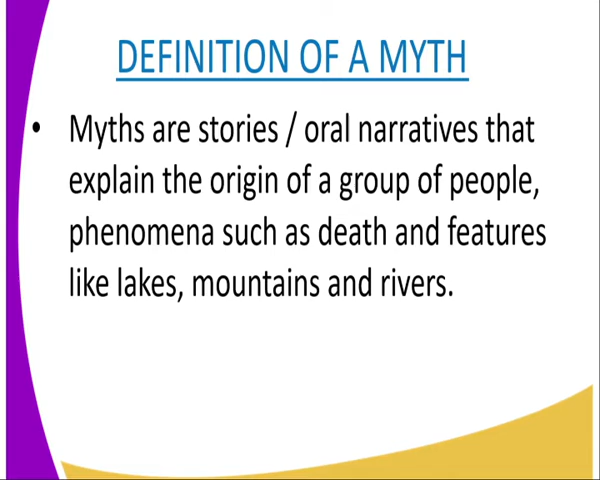 DEFINITION OF A MYTH
• Myths are stories / oral narratives that
explain the origin of a group of people,
phenomena such as death and features
like lakes, mountains and rivers.